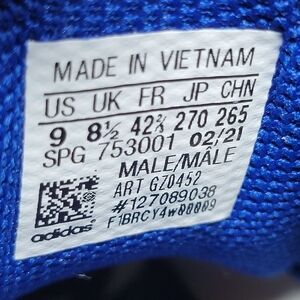 MADE IN VIETNAM
US UK FR JP CHN
9 8½ 42⅔ 270 265
SPG 753001 02/21
MALE/MÂLE
ART GZ0452
#127089038
F1BRCY4W00009
adidas